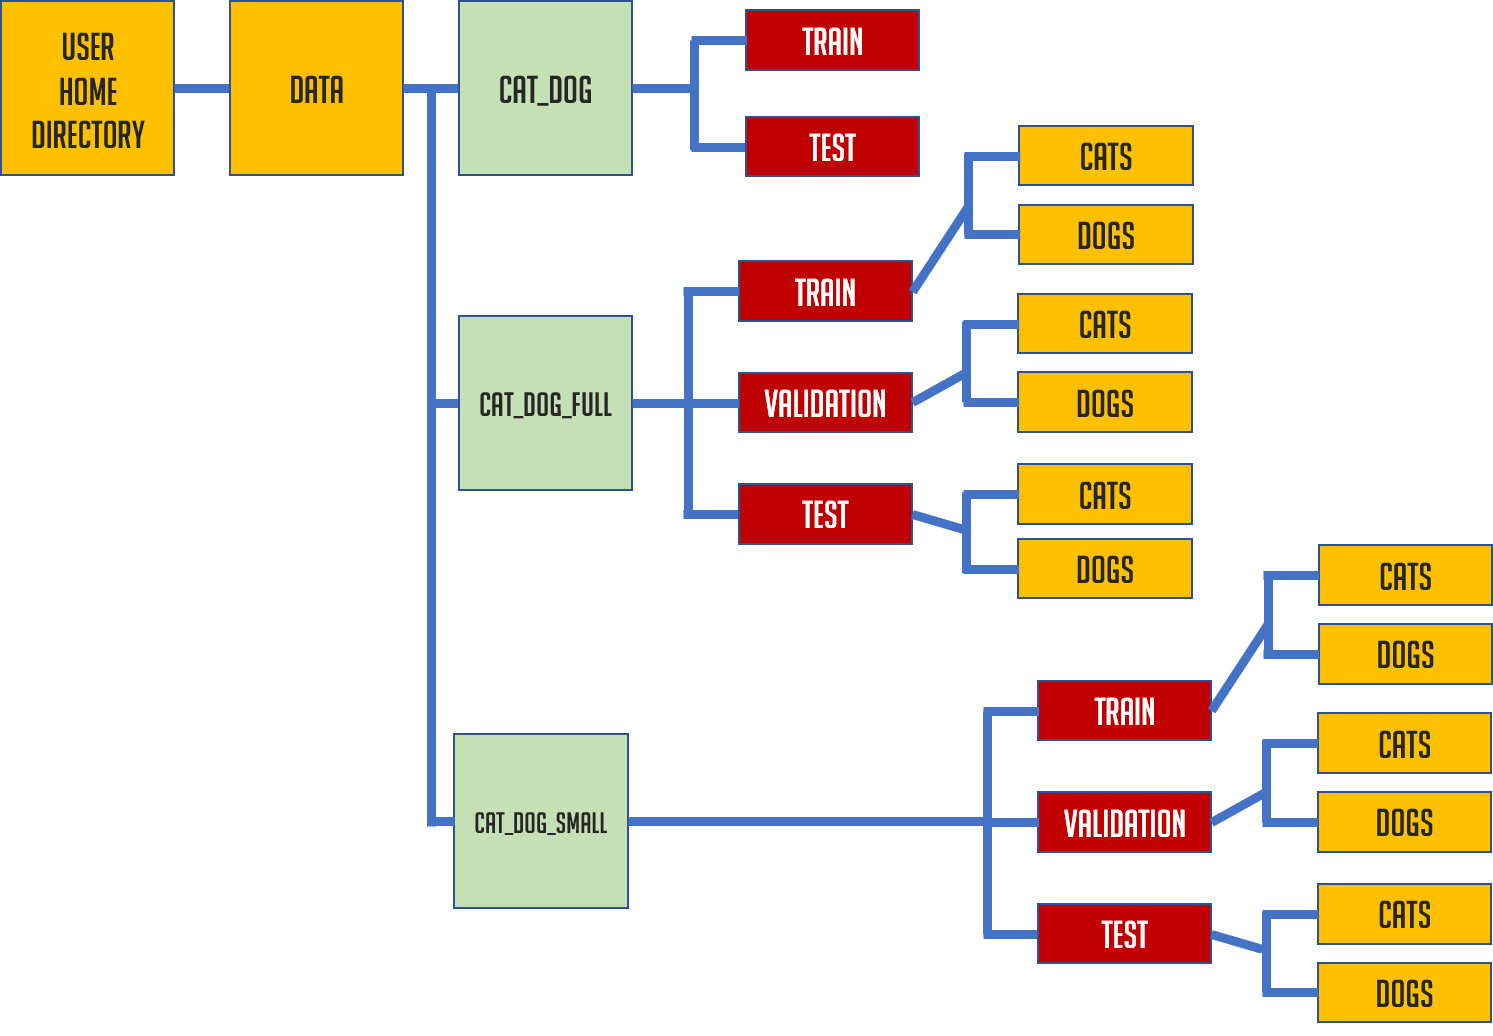 USER
HOME
DIRECTORY
DATA
CAT_DOG
TRAIN
TEST
CAT_DOG_FULL
TRAIN
CATS
DOGS
VALIDATION
CATS
DOGS
TEST
CATS
DOGS
CAT_DOG_SMALL
TRAIN
CATS
DOGS
VALIDATION
CATS
DOGS
TEST
CATS
DOGS